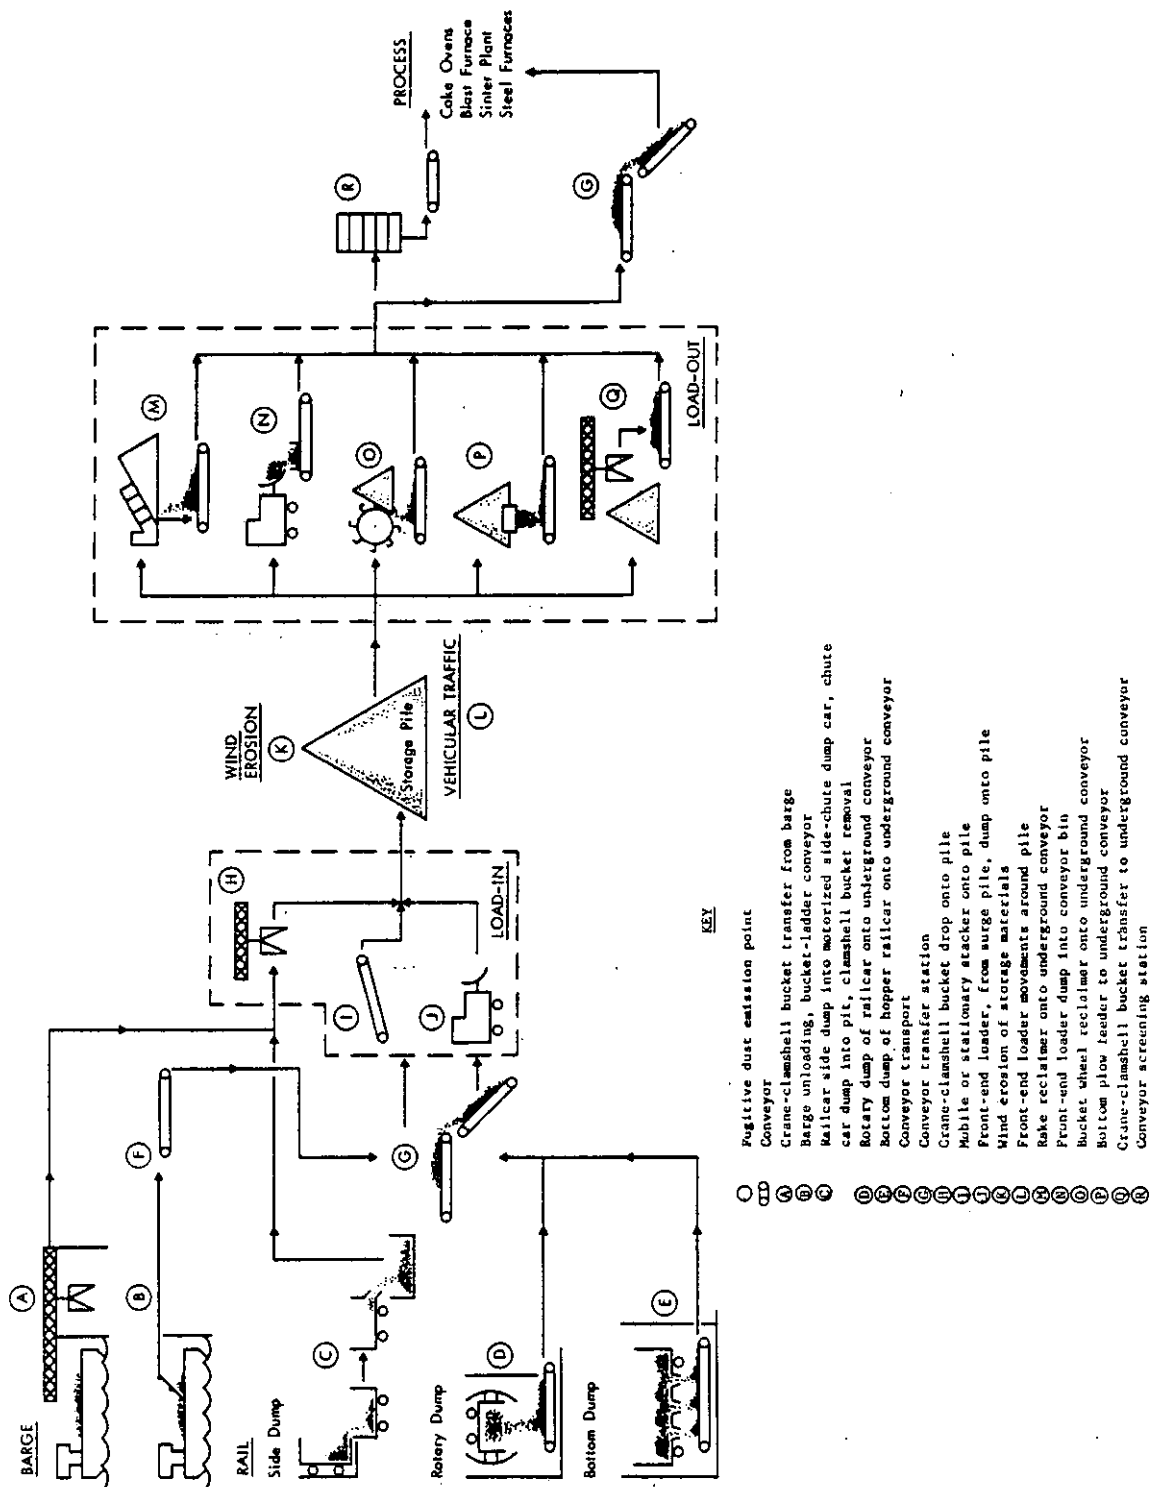 BARGE
A
B
F
RAIL
Side Dump
C
Rotary Dump
D
Bottom Dump
E
G
H
I
J
LOAD-IN
WIND
EROSION
K
Storage Pile
VEHICULAR TRAFFIC
L
M
N
O
P
Q
LOAD-OUT
R
PROCESS
Coke Ovens
Blast Furnace
Sinter Plant
Steel Furnaces
G
KEY
Fugitive dust emission point
Conveyor
A Crane-clamshell bucket transfer from barge
B Barge unloading, bucket-ladder conveyor
C Railcar side dump into motorized side-chute dump car, chute
car dump into pit, clamshell bucket removal
D Rotary dump of railcar onto underground conveyor
E Bottom dump of hopper railcar onto underground conveyor
F Conveyor transport
G Conveyor transfer station
H Crane-clamshell bucket drop onto pile
I Mobile or stationary stacker onto pile
J Front-end loader, from surge pile, dump onto pile
K Wind erosion of storage materials
L Front-end loader movements around pile
M Rake reclaimer onto underground conveyor
N Front-end loader dump into conveyor bin
O Bucket wheel reclaimer onto underground conveyor
P Bottom plow feeder to underground conveyor
Q Crane-clamshell bucket transfer to underground conveyor
R Conveyor screening station